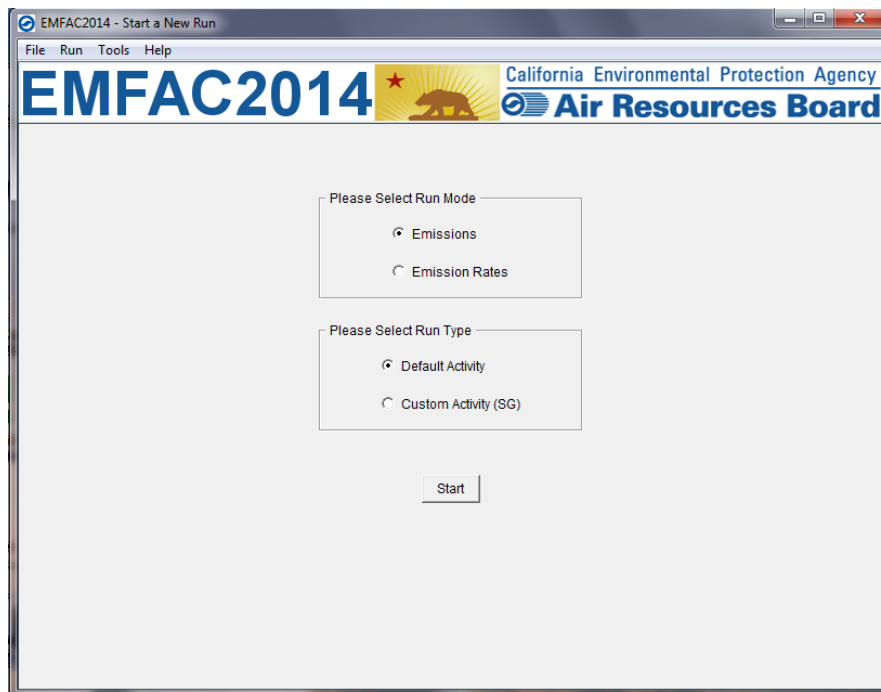 EMFAC2014 - Start a New Run
File Run Tools Help
EMFAC2014
California Environmental Protection Agency
Air Resources Board
Please Select Run Mode
Emissions
Emission Rates
Please Select Run Type
Default Activity
Custom Activity (SG)
Start